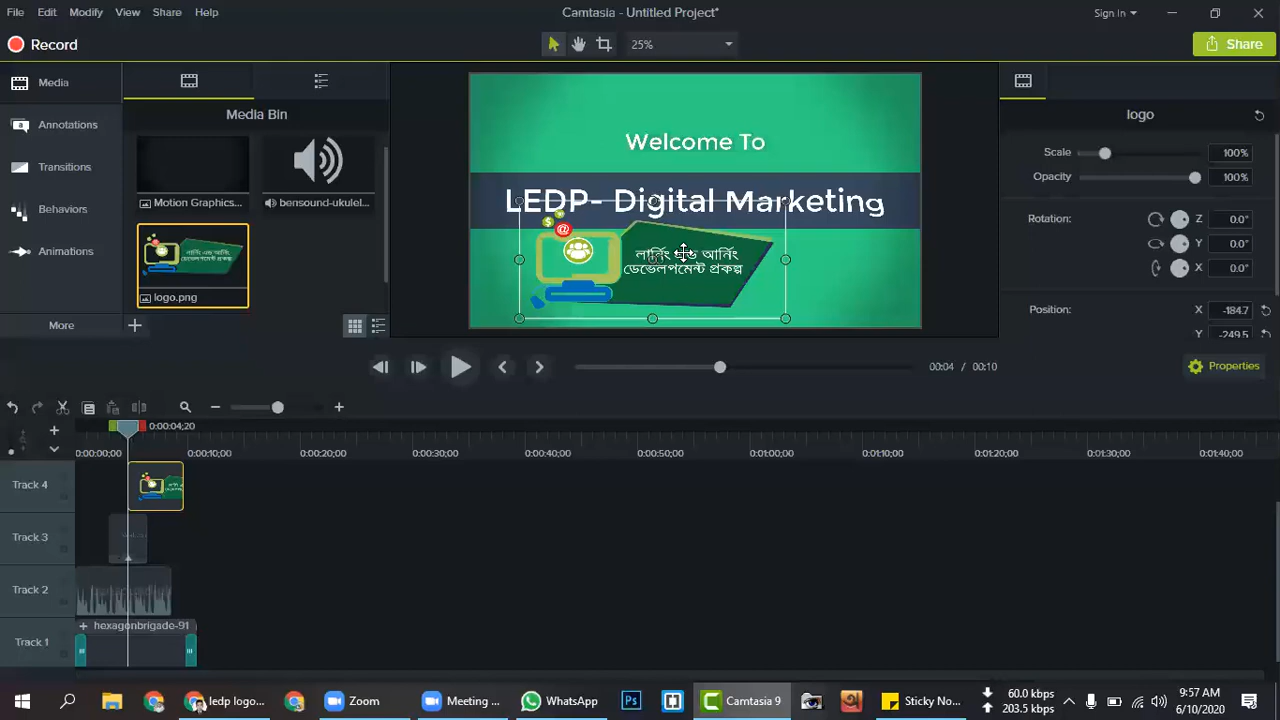 File Edit Modify View Share Help
Camtasia - Untitled Project*
Sign In
Record
25%
Share
Media
Annotations
Transitions
Behaviors
Animations
More
Media Bin
Motion Graphics...
bensound-ukulel...
logo.png
Welcome To
LEDP- Digital Marketing
লার্নিং এন্ড আর্নিং
ডেভেলপমেন্ট প্রকল্প
logo
Scale 100%
Opacity 100%
Rotation: Z 0.0°
Y 0.0°
X 0.0°
Position: X -184.7
Y -249.5
00:04 / 00:10
Properties
0:00:04;20
0:00:00;00 0:00:10;00 0:00:20;00 0:00:30;00 0:00:40;00 0:00:50;00 0:01:00;00 0:01:10;00 0:01:20;00 0:01:30;00 0:01:40;00
Track 4
Track 3
Track 2
hexagonbrigade-91
Track 1
ledp logo...
Zoom
Meeting ...
WhatsApp
Ps
Camtasia 9
Sticky No...
60.0 kbps
203.5 kbps
9:57 AM
6/10/2020